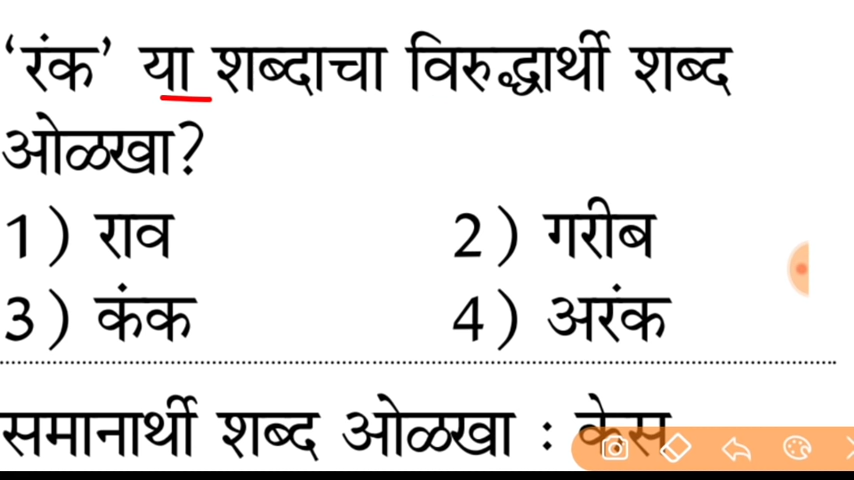 ‘रंक’ या शब्दाचा विरुद्धार्थी शब्द
ओळखा?
1) राव 2) गरीब
3) कंक 4) अरंक
समानार्थी शब्द ओळखा : केस